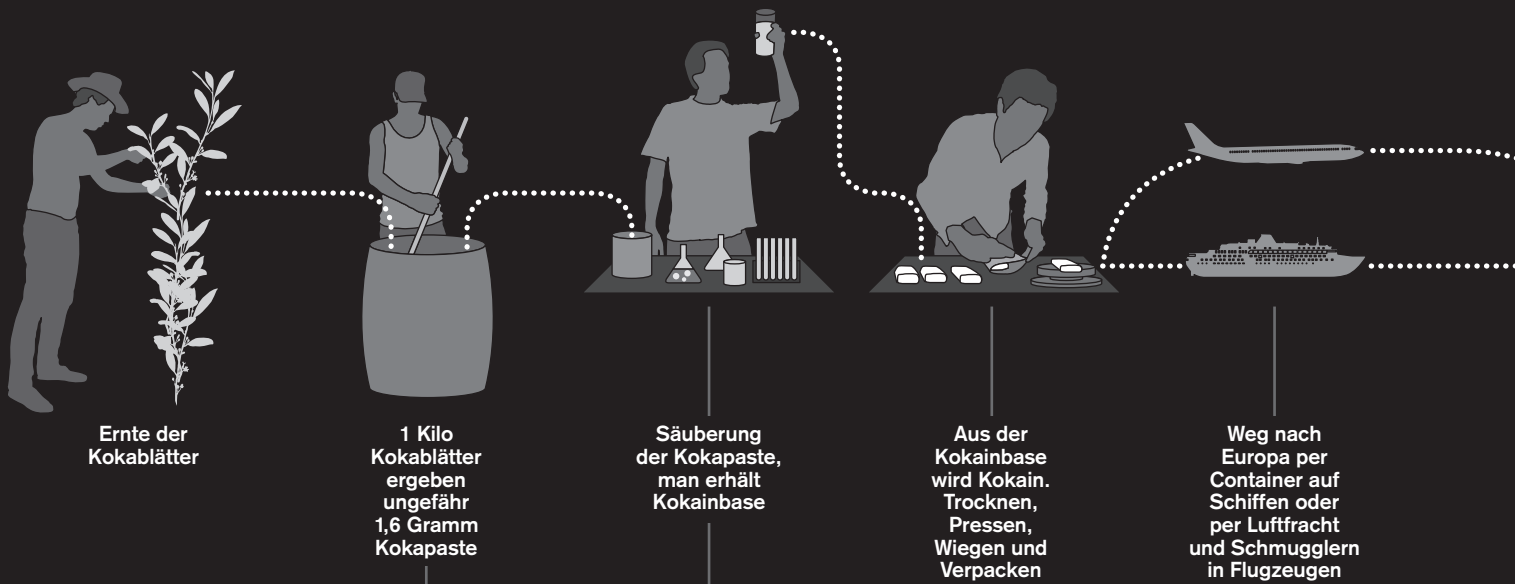 Ernte der
Kokablätter
1 Kilo
Kokablätter
ergeben
ungefähr
1,6 Gramm
Kokapaste
Säuberung
der Kokapaste,
man erhält
Kokainbase
Aus der
Kokainbase
wird Kokain.
Trocknen,
Pressen,
Wiegen und
Verpacken
Weg nach
Europa per
Container auf
Schiffen oder
per Luftfracht
und Schmugglern
in Flugzeugen